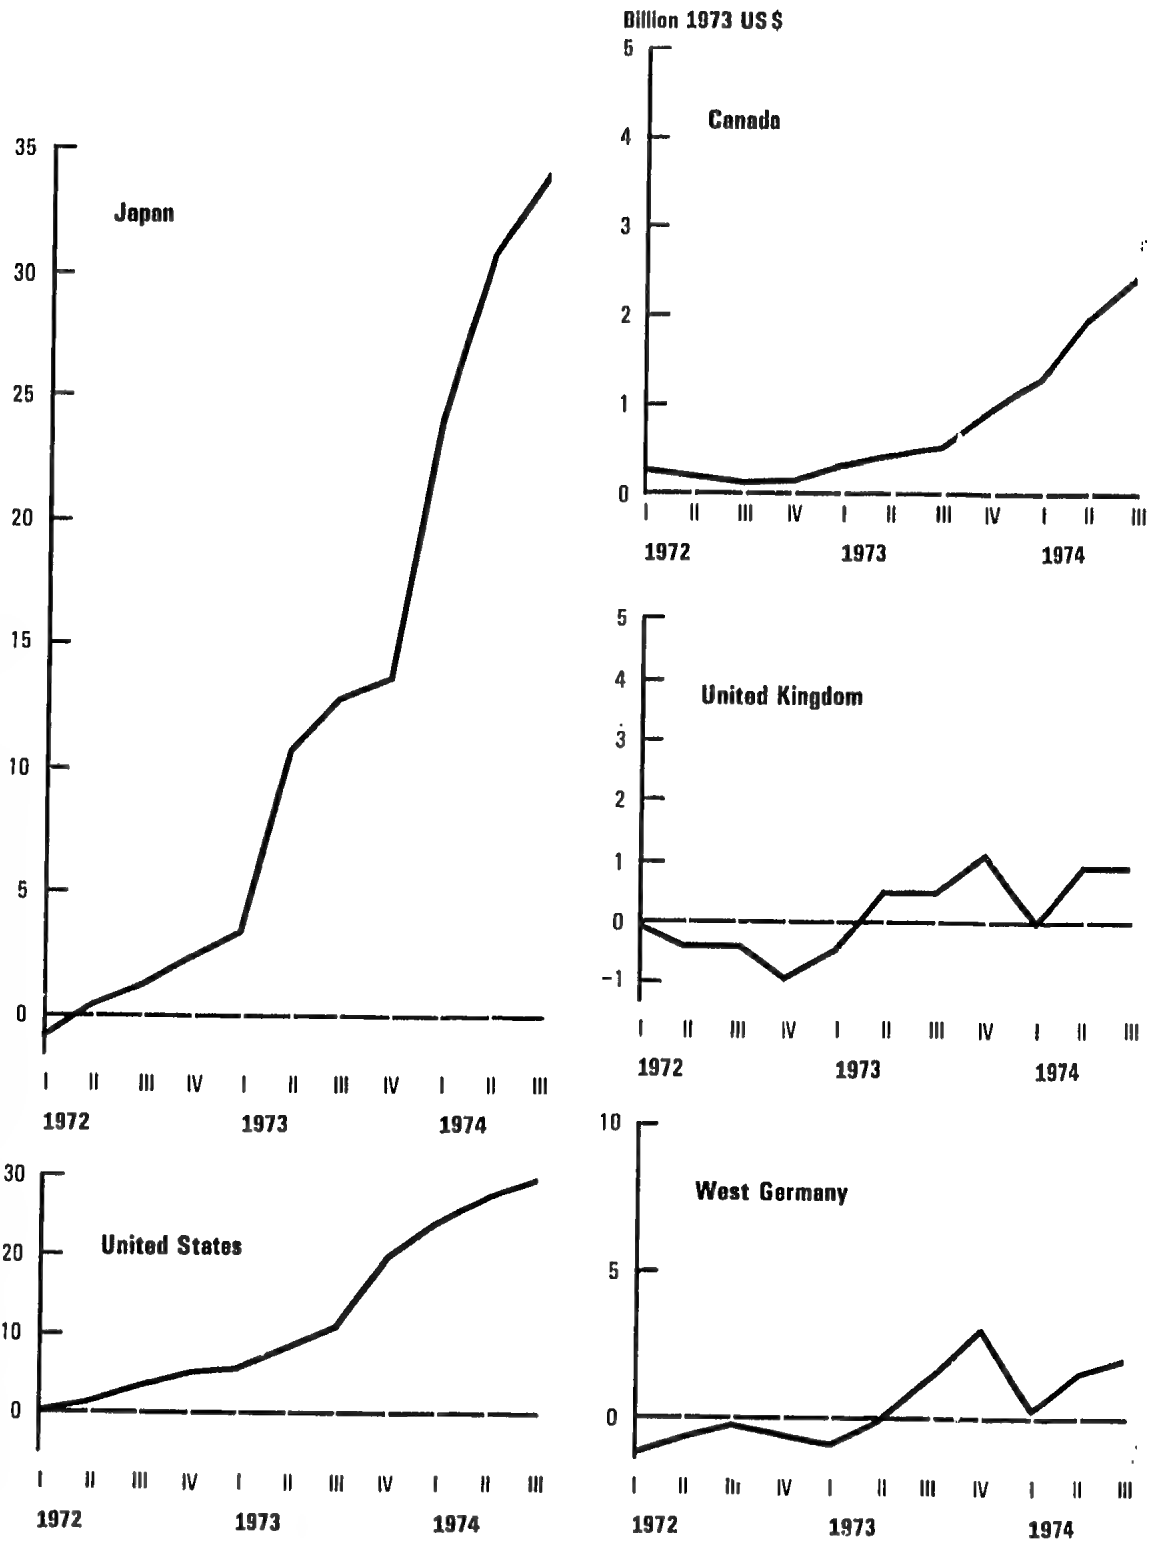 Billion 1973 US $
Japan
35
30
25
20
15
10
5
0
I II III IV I II III IV I II III
1972 1973 1974
United States
30
20
10
0
I II III IV I II III IV I II III
1972 1973 1974
Canada
5
4
3
2
1
0
I II III IV I II III IV I II III
1972 1973 1974
United Kingdom
5
4
3
2
1
0
-1
I II III IV I II III IV I II III
1972 1973 1974
West Germany
10
5
0
I II III IV I II III IV I II III
1972 1973 1974